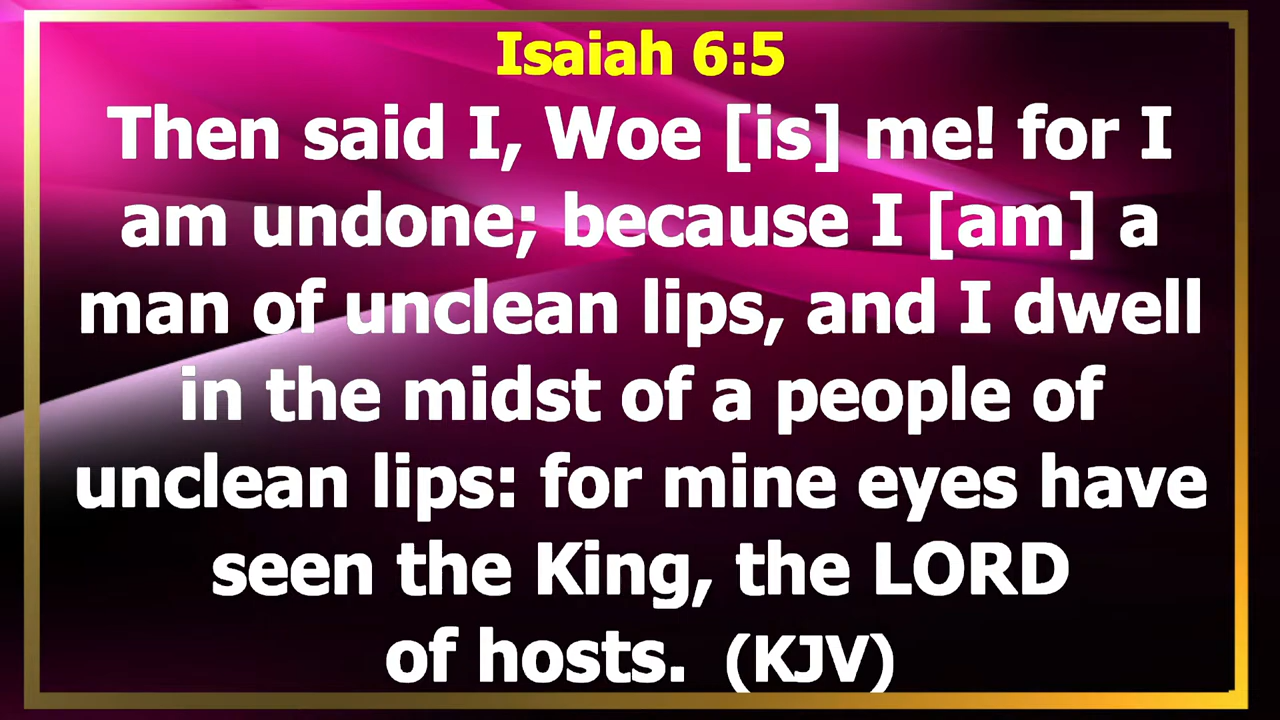 Isaiah 6:5
Then said I, Woe [is] me! for I
am undone; because I [am] a
man of unclean lips, and I dwell
in the midst of a people of
unclean lips: for mine eyes have
seen the King, the LORD
of hosts. (KJV)